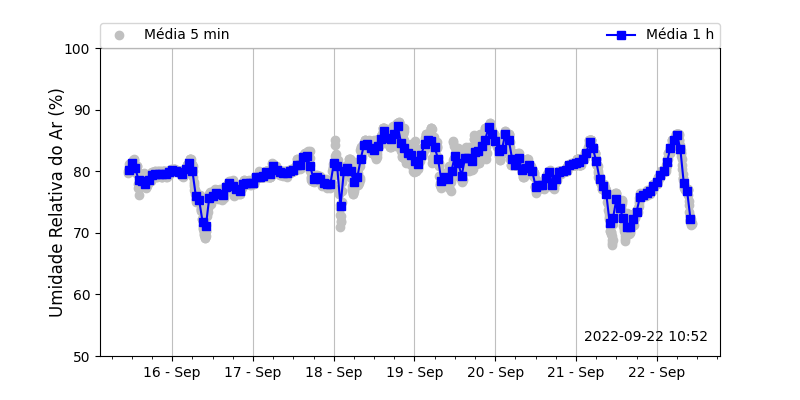 Média 5 min
Média 1 h
Umidade Relativa do Ar (%)
100
90
80
70
60
50
2022-09-22 10:52
16 - Sep
17 - Sep
18 - Sep
19 - Sep
20 - Sep
21 - Sep
22 - Sep